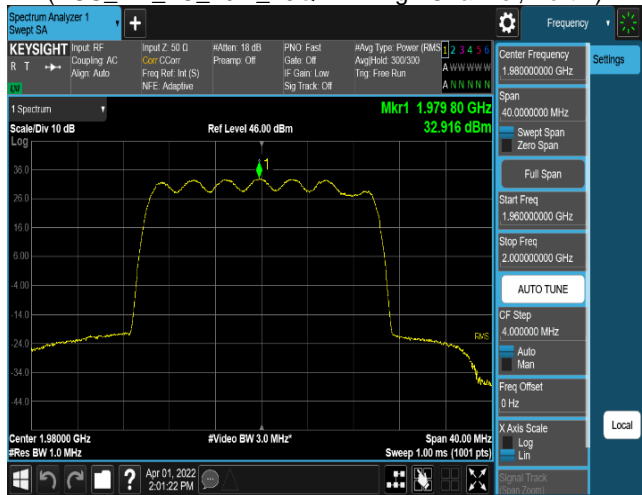 Spectrum Analyzer 1
Swept SA
+
Frequency
KEYSIGHT
R T
Input: RF
Coupling: AC
Align: Auto
Input Z: 50 Ω
Corr CCorr
Freq Ref: Int (S)
NFE: Adaptive
#Atten: 18 dB
Preamp: Off
PNO: Fast
Gate: Off
IF Gain: Low
Sig Track: Off
#Avg Type: Power (RMS
Avg|Hold: 300/300
Trig: Free Run
1 2 3 4 5 6
A W W W W W
A N N N N N
1 Spectrum
Scale/Div 10 dB
Log
Ref Level 46.00 dBm
Mkr1 1.979 80 GHz
32.916 dBm
1
36.0
26.0
16.0
6.00
-4.00
-14.0
-24.0
-34.0
-44.0
RMS
Center 1.98000 GHz
#Res BW 1.0 MHz
#Video BW 3.0 MHz*
Span 40.00 MHz
Sweep 1.00 ms (1001 pts)
Center Frequency
1.980000000 GHz
Settings
Span
40.0000000 MHz
Swept Span
Zero Span
Full Span
Start Freq
1.960000000 GHz
Stop Freq
2.000000000 GHz
AUTO TUNE
CF Step
4.000000 MHz
Auto
Man
Freq Offset
0 Hz
X Axis Scale
Log
Lin
Local
Signal Track
(Span Zoom)
?
Apr 01, 2022
2:01:22 PM